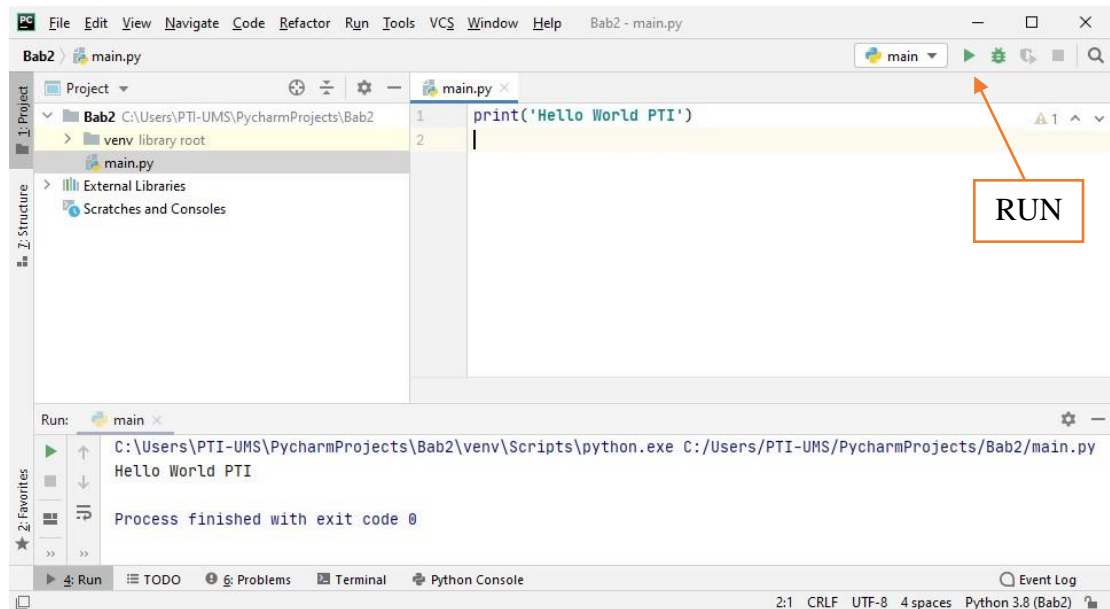 PC File Edit View Navigate Code Refactor Run Tools VCS Window Help Bab2 - main.py
Bab2 main.py main
1: Project
Project main.py
Bab2 C:\Users\PTI-UMS\PycharmProjects\Bab2
venv library root
main.py
External Libraries
Scratches and Consoles
1 print('Hello World PTI')
2
1
RUN
Z: Structure
2: Favorites
Run: main
C:\Users\PTI-UMS\PycharmProjects\Bab2\venv\Scripts\python.exe C:/Users/PTI-UMS/PycharmProjects/Bab2/main.py
Hello World PTI
Process finished with exit code 0
4: Run TODO 6: Problems Terminal Python Console Event Log
2:1 CRLF UTF-8 4 spaces Python 3.8 (Bab2)